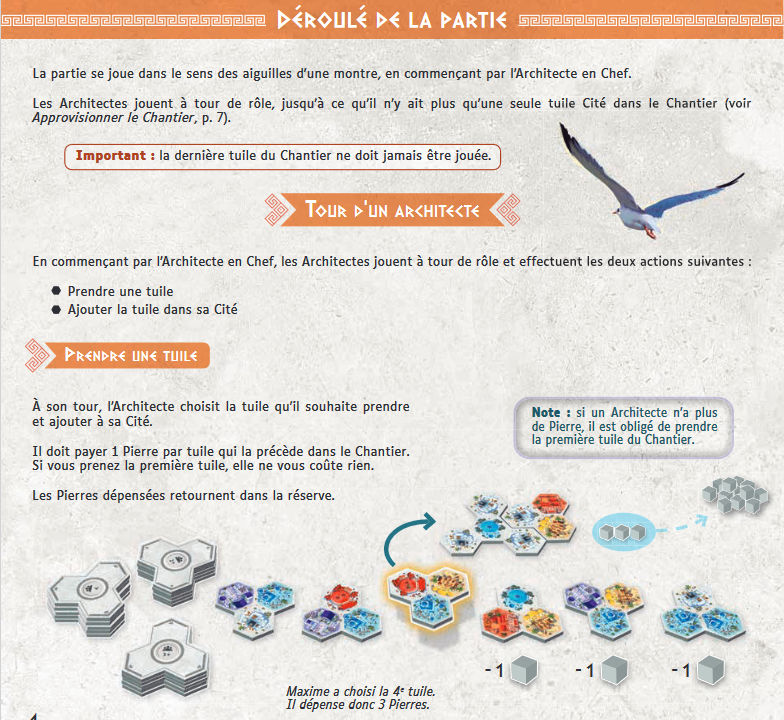 DÉROULÉ DE LA PARTIE
La partie se joue dans le sens des aiguilles d'une montre, en commençant par l'Architecte en Chef.
Les Architectes jouent à tour de rôle, jusqu'à ce qu'il n'y ait plus qu'une seule tuile Cité dans le Chantier (voir
Approvisionner le Chantier, p. 7).
Important : la dernière tuile du Chantier ne doit jamais être jouée.
TOUR D'UN ARCHITECTE
En commençant par l'Architecte en Chef, les Architectes jouent à tour de rôle et effectuent les deux actions suivantes :
Prendre une tuile
Ajouter la tuile dans sa Cité
PRENDRE UNE TUILE
À son tour, l'Architecte choisit la tuile qu'il souhaite prendre
et ajouter à sa Cité.
Il doit payer 1 Pierre par tuile qui la précède dans le Chantier.
Si vous prenez la première tuile, elle ne vous coûte rien.
Les Pierres dépensées retournent dans la réserve.
Note : si un Architecte n'a plus
de Pierre, il est obligé de prendre
la première tuile du Chantier.
-1 -1 -1
Maxime a choisi la 4e tuile.
Il dépense donc 3 Pierres.